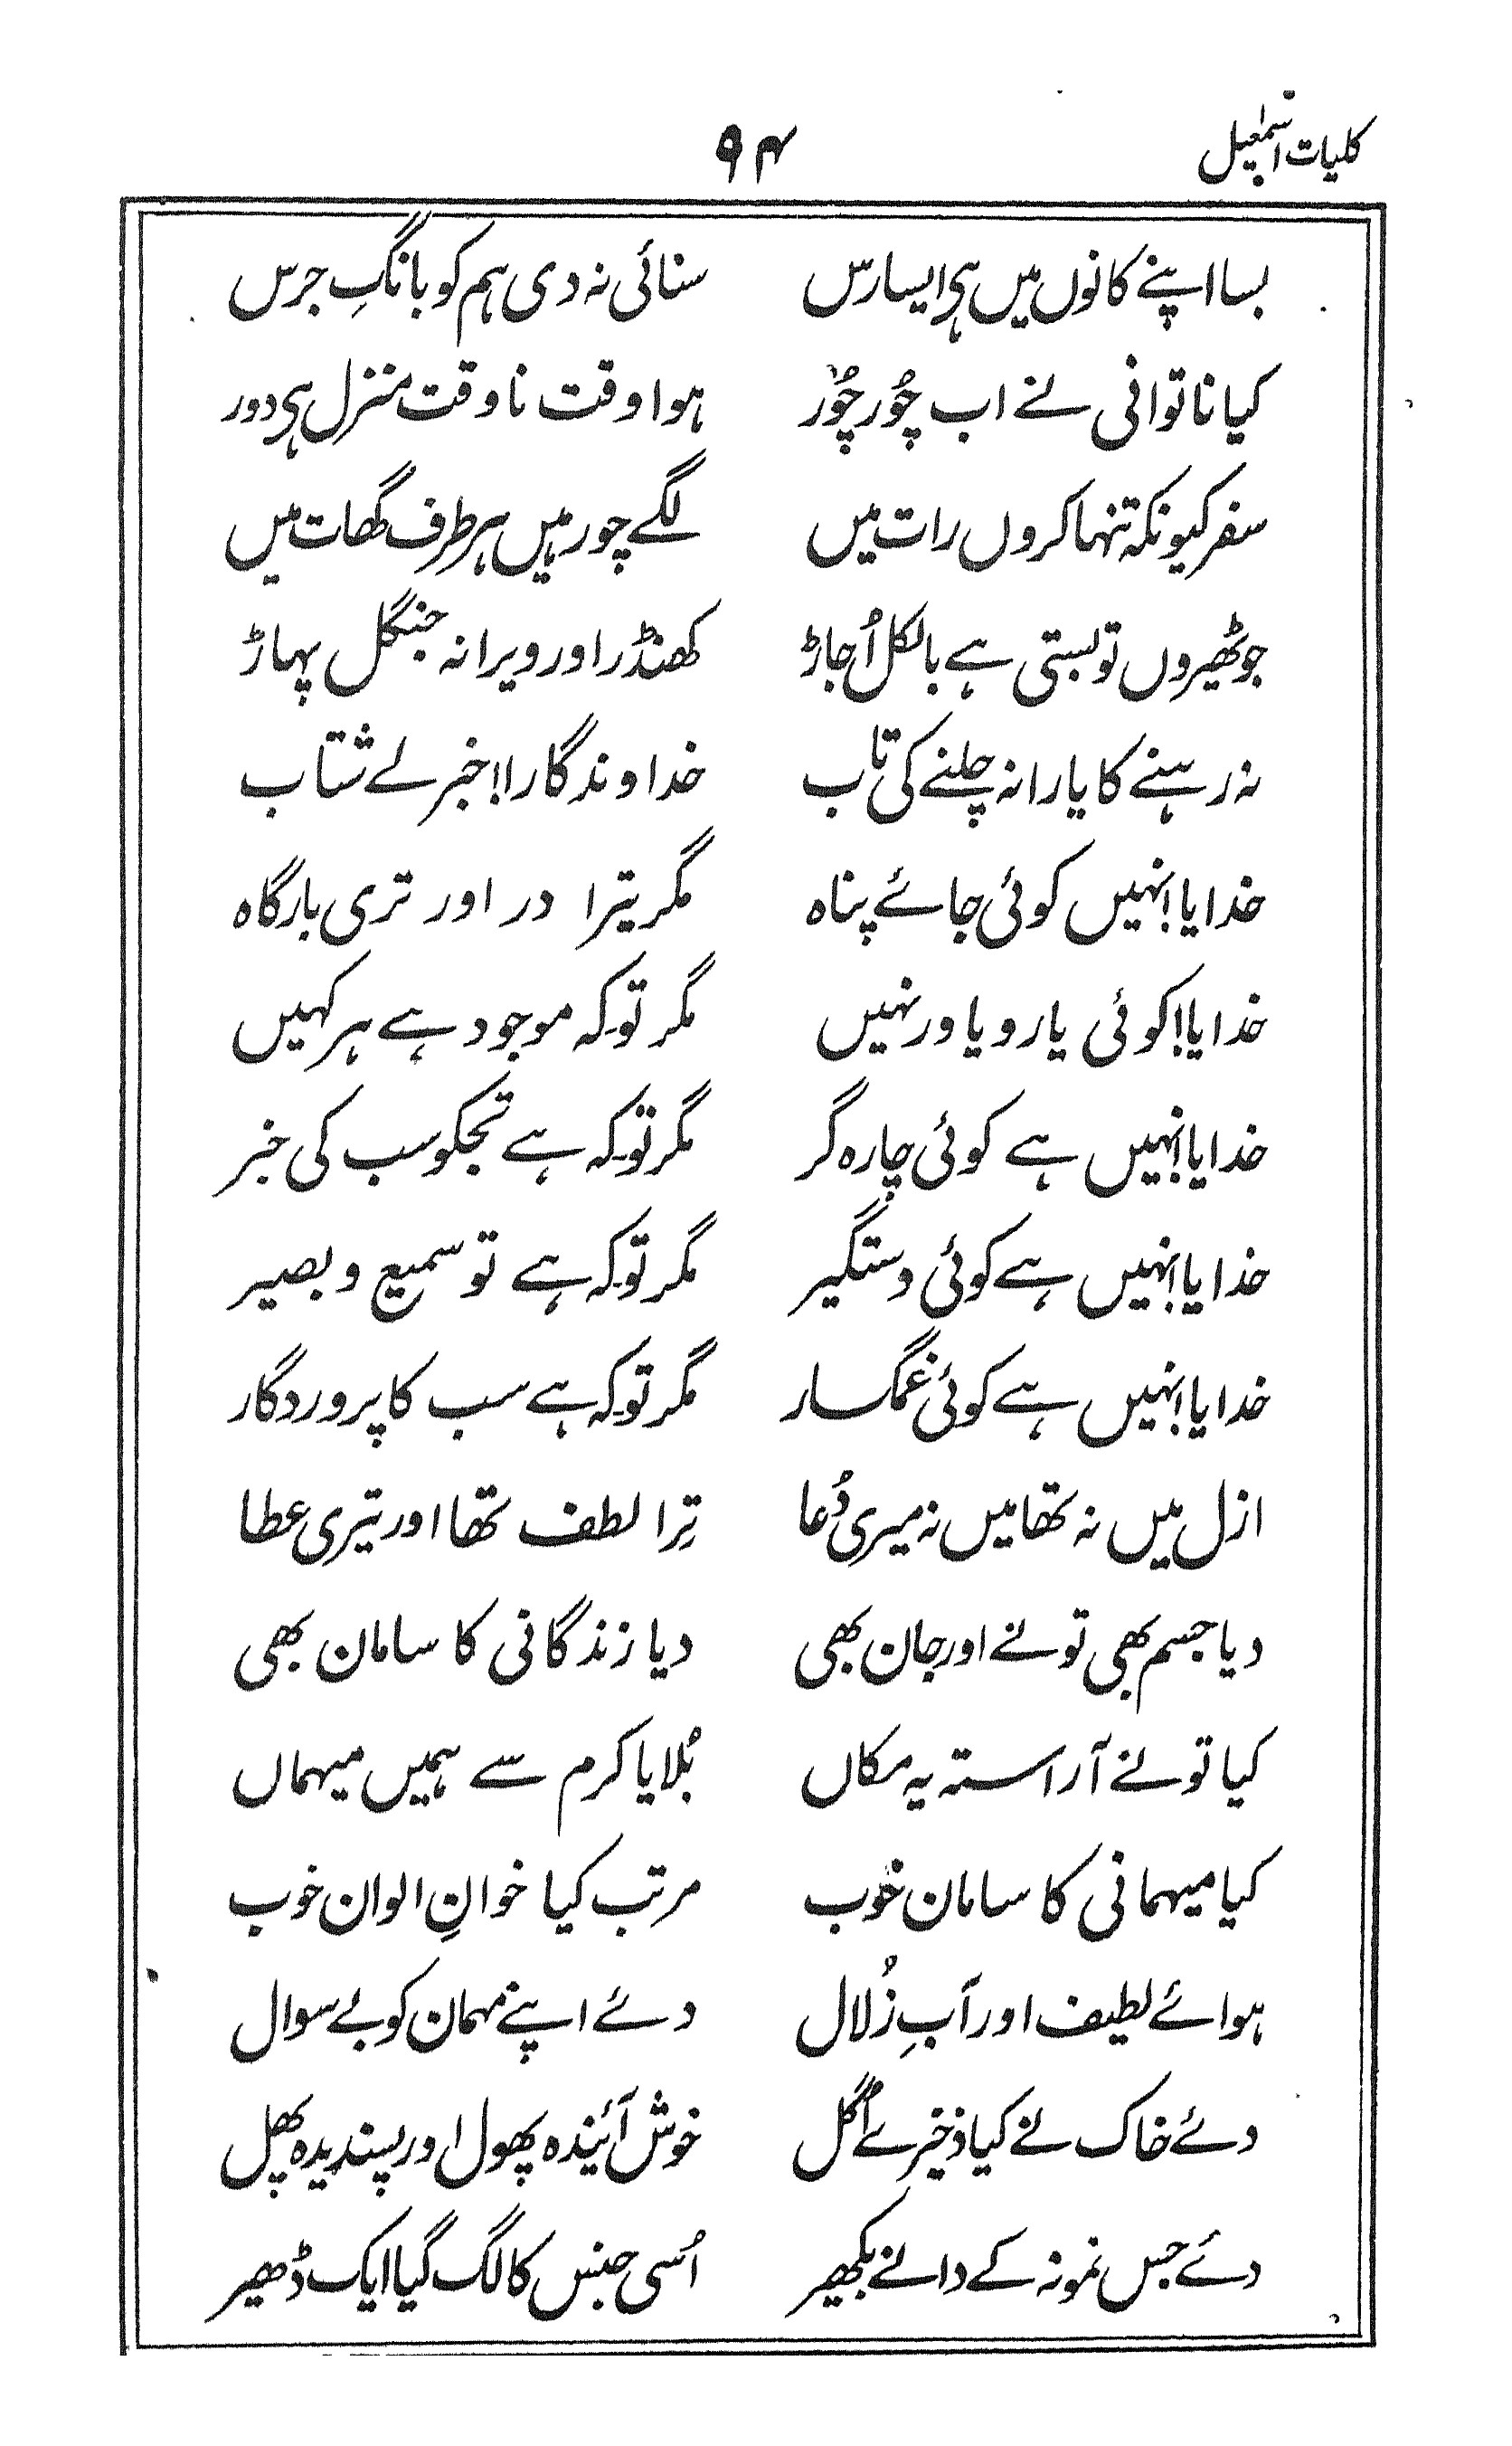 کلیات اسمٰعیل ۹۴
بسا اپنے کانوں میں ہی ایسا رس سنائی نہ دی ہم کو بانگِ جرس
کیا ناتوانی نے اب چُور چُور ہوا وقت ناوقت منزل ہی دور
سفر کیونکہ تنہا کروں رات میں لگے چور ہیں ہر طرف گھات میں
جو ٹھیروں تو بستی ہے بالکل اُجاڑ کھنڈر اور ویرانہ جنگل پہاڑ
نہ رہنے کا یارا نہ چلنے کی تاب خداوندگارا! خبر لے شتاب
خدایا! نہیں کوئی جائے پناہ مگر تیرا در اور تری بارگاہ
خدایا! کوئی یار و یاور نہیں مگر تو کہ موجود ہے ہر کہیں
خدایا! نہیں ہے کوئی چارہ گر مگر تو کہ ہے تجکو سب کی خبر
خدایا! نہیں ہے کوئی دستگیر مگر تو کہ ہے تو سمیع و بصیر
خدایا! نہیں ہے کوئی غمگسار مگر تو کہ ہے سب کا پروردگار
ازل میں نہ تھا میں نہ میری دُعا تِرا لطف تھا اور تیری عطا
دیا جسم بھی تو نے اور جان بھی دیا زندگانی کا سامان بھی
کیا تو نے آراستہ یہ مکاں بُلایا کرم سے ہمیں میہماں
کیا میہمانی کا سامان خوب مرتب کیا خوانِ الوان خوب
ہوائے لطیف اور آبِ زُلال دئے اپنے مہمان کو بے سوال
دئے خاک نے کیا ذخیرے اُگل خوش آئندہ پھول اور پسندیدہ پھل
دئے جس نمونہ کے دانے بکھیر اُسی جنس کا لگ گیا ایک ڈھیر